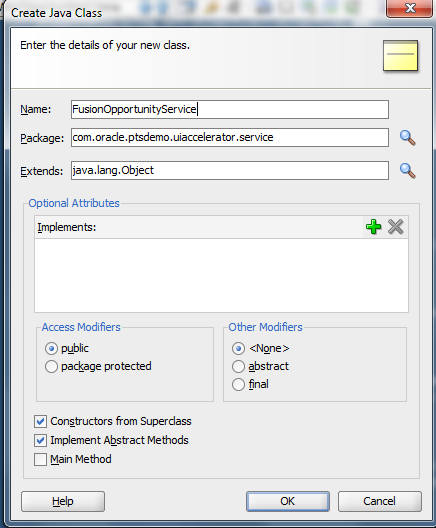 Create Java Class
Enter the details of your new class.
Name: FusionOpportunityService
Package: com.oracle.ptsdemo.uiaccelerator.service
Extends: java.lang.Object
Optional Attributes
Implements:
Access Modifiers
public
package protected
Other Modifiers
<None>
abstract
final
Constructors from Superclass
Implement Abstract Methods
Main Method
Help
OK
Cancel